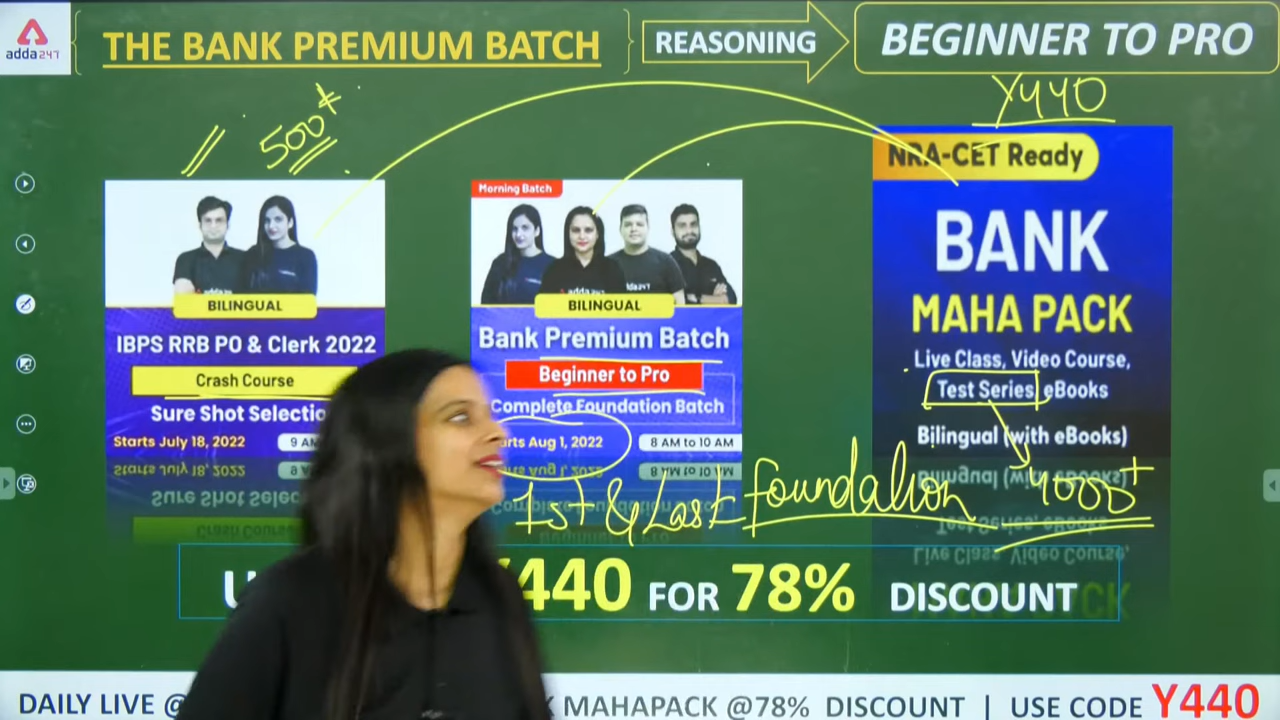 adda247
THE BANK PREMIUM BATCH
REASONING
BEGINNER TO PRO
Y440
500+
BILINGUAL
IBPS RRB PO & Clerk 2022
Crash Course
Sure Shot Selectio
Starts July 18, 2022
9 AM
Morning Batch
BILINGUAL
Bank Premium Batch
Beginner to Pro
Complete Foundation Batch
rts Aug 1, 2022
8 AM to 10 AM
NRA-CET Ready
BANK
MAHA PACK
Live Class, Video Course,
Test Series, eBooks
Bilingual (with eBooks)
4000+
1st & Last foundation
U Y440 FOR 78% DISCOUNT
DAILY LIVE @ K MAHAPACK @78% DISCOUNT | USE CODE Y440